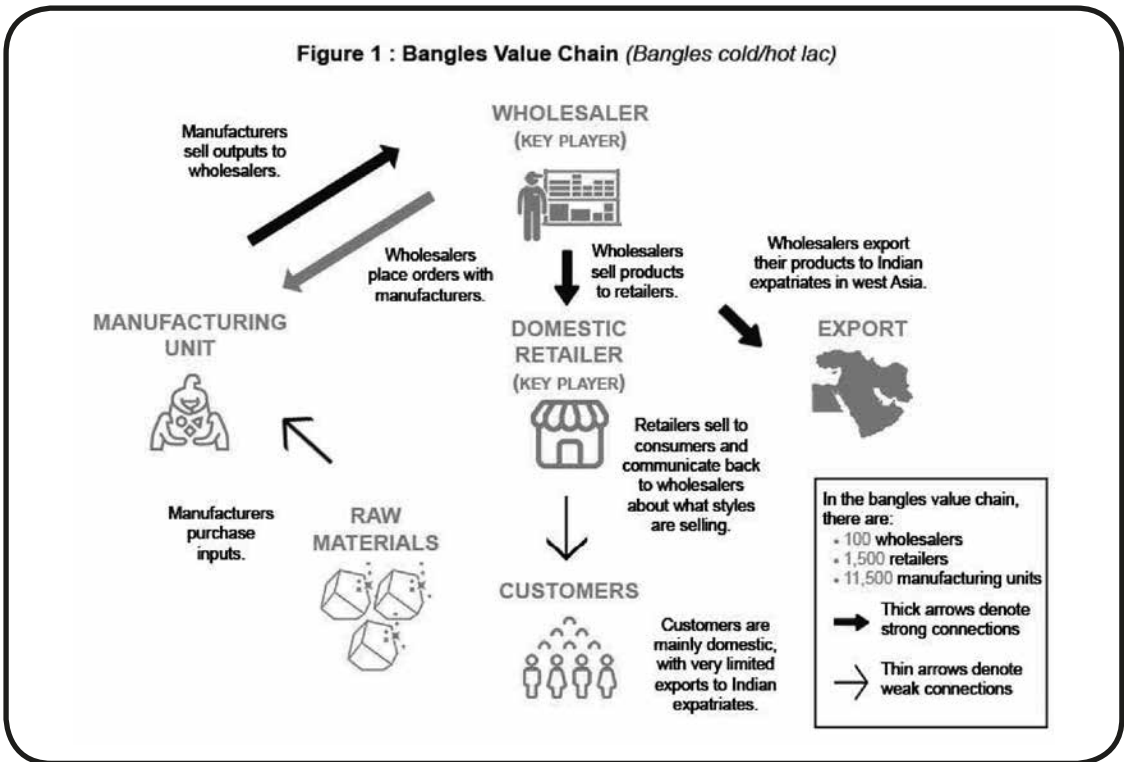 Figure 1 : Bangles Value Chain (Bangles cold/hot lac)
WHOLESALER
(KEY PLAYER)
Manufacturers
sell outputs to
wholesalers.
Wholesalers
place orders with
manufacturers.
Wholesalers
sell products
to retailers.
Wholesalers export
their products to Indian
expatriates in west Asia.
MANUFACTURING
UNIT
DOMESTIC
RETAILER
(KEY PLAYER)
EXPORT
Retailers sell to
consumers and
communicate back
to wholesalers
about what styles
are selling.
Manufacturers
purchase
inputs.
RAW
MATERIALS
CUSTOMERS
Customers are
mainly domestic,
with very limited
exports to Indian
expatriates.
In the bangles value chain,
there are:
• 100 wholesalers
• 1,500 retailers
• 11,500 manufacturing units
Thick arrows denote
strong connections
Thin arrows denote
weak connections